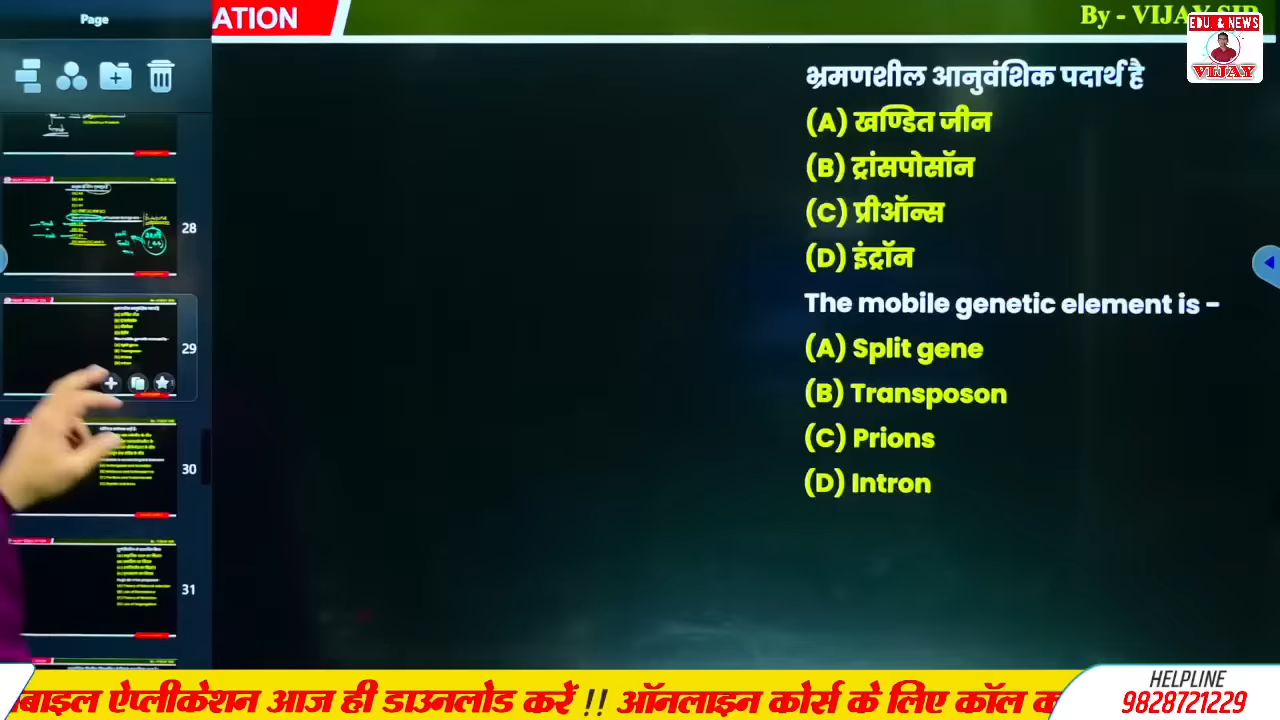 Page
ATION
By - VIJAY SIR
EDU. & NEWS
VIJAY
भ्रमणशील आनुवंशिक पदार्थ है
(A) खण्डित जीन
(B) ट्रांसपोसॉन
(C) प्रीऑन्स
(D) इंट्रॉन
The mobile genetic element is -
(A) Split gene
(B) Transposon
(C) Prions
(D) Intron
28
29
30
31
बाइल ऐप्लीकेशन आज ही डाउनलोड करें !! ऑनलाइन कोर्स के लिए कॉल क
HELPLINE
9828721229